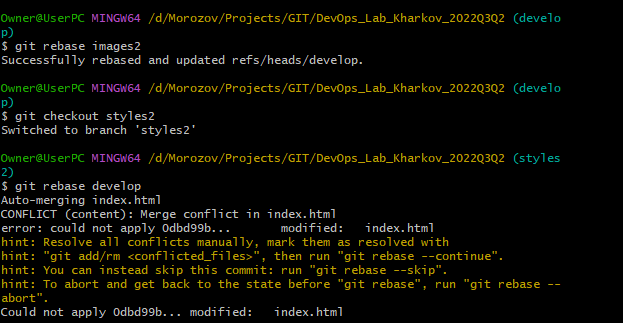 Owner@UserPC MINGW64 /d/Morozov/Projects/GIT/DevOps_Lab_Kharkov_2022Q3Q2 (develo
p)
$ git rebase images2
Successfully rebased and updated refs/heads/develop.
Owner@UserPC MINGW64 /d/Morozov/Projects/GIT/DevOps_Lab_Kharkov_2022Q3Q2 (develo
p)
$ git checkout styles2
Switched to branch 'styles2'
Owner@UserPC MINGW64 /d/Morozov/Projects/GIT/DevOps_Lab_Kharkov_2022Q3Q2 (styles
2)
$ git rebase develop
Auto-merging index.html
CONFLICT (content): Merge conflict in index.html
error: could not apply 0dbd99b...       modified:   index.html
hint: Resolve all conflicts manually, mark them as resolved with
hint: "git add/rm <conflicted_files>", then run "git rebase --continue".
hint: You can instead skip this commit: run "git rebase --skip".
hint: To abort and get back to the state before "git rebase", run "git rebase --
abort".
Could not apply 0dbd99b... modified:   index.html